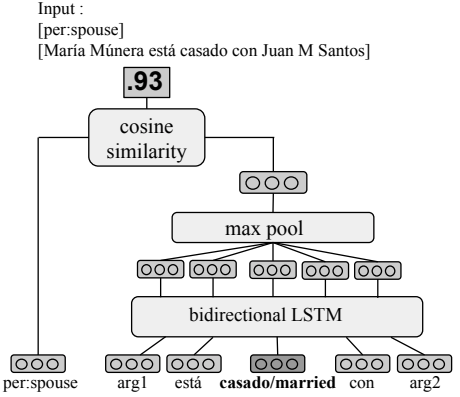 Input :
[per:spouse]
[María Múnera está casado con Juan M Santos]
.93
cosine
similarity
max pool
bidirectional LSTM
per:spouse arg1 está casado/married con arg2